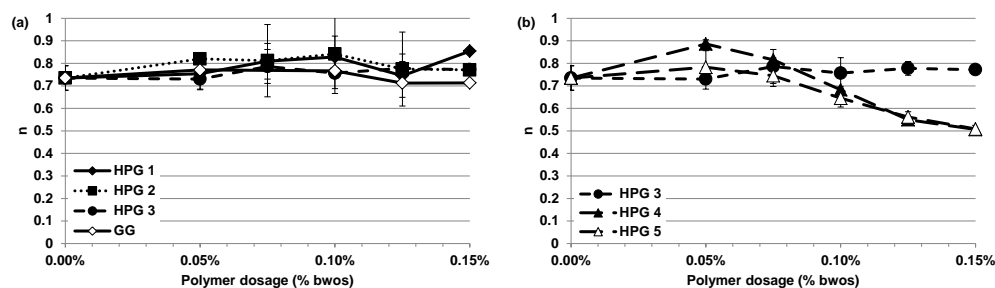 (a)
1
0.9
0.8
0.7
0.6
0.5
0.4
0.3
0.2
0.1
0
n
HPG 1
HPG 2
HPG 3
GG
0.00% 0.05% 0.10% 0.15%
Polymer dosage (% bwos)
(b)
1
0.9
0.8
0.7
0.6
0.5
0.4
0.3
0.2
0.1
0
n
HPG 3
HPG 4
HPG 5
0.00% 0.05% 0.10% 0.15%
Polymer dosage (% bwos)